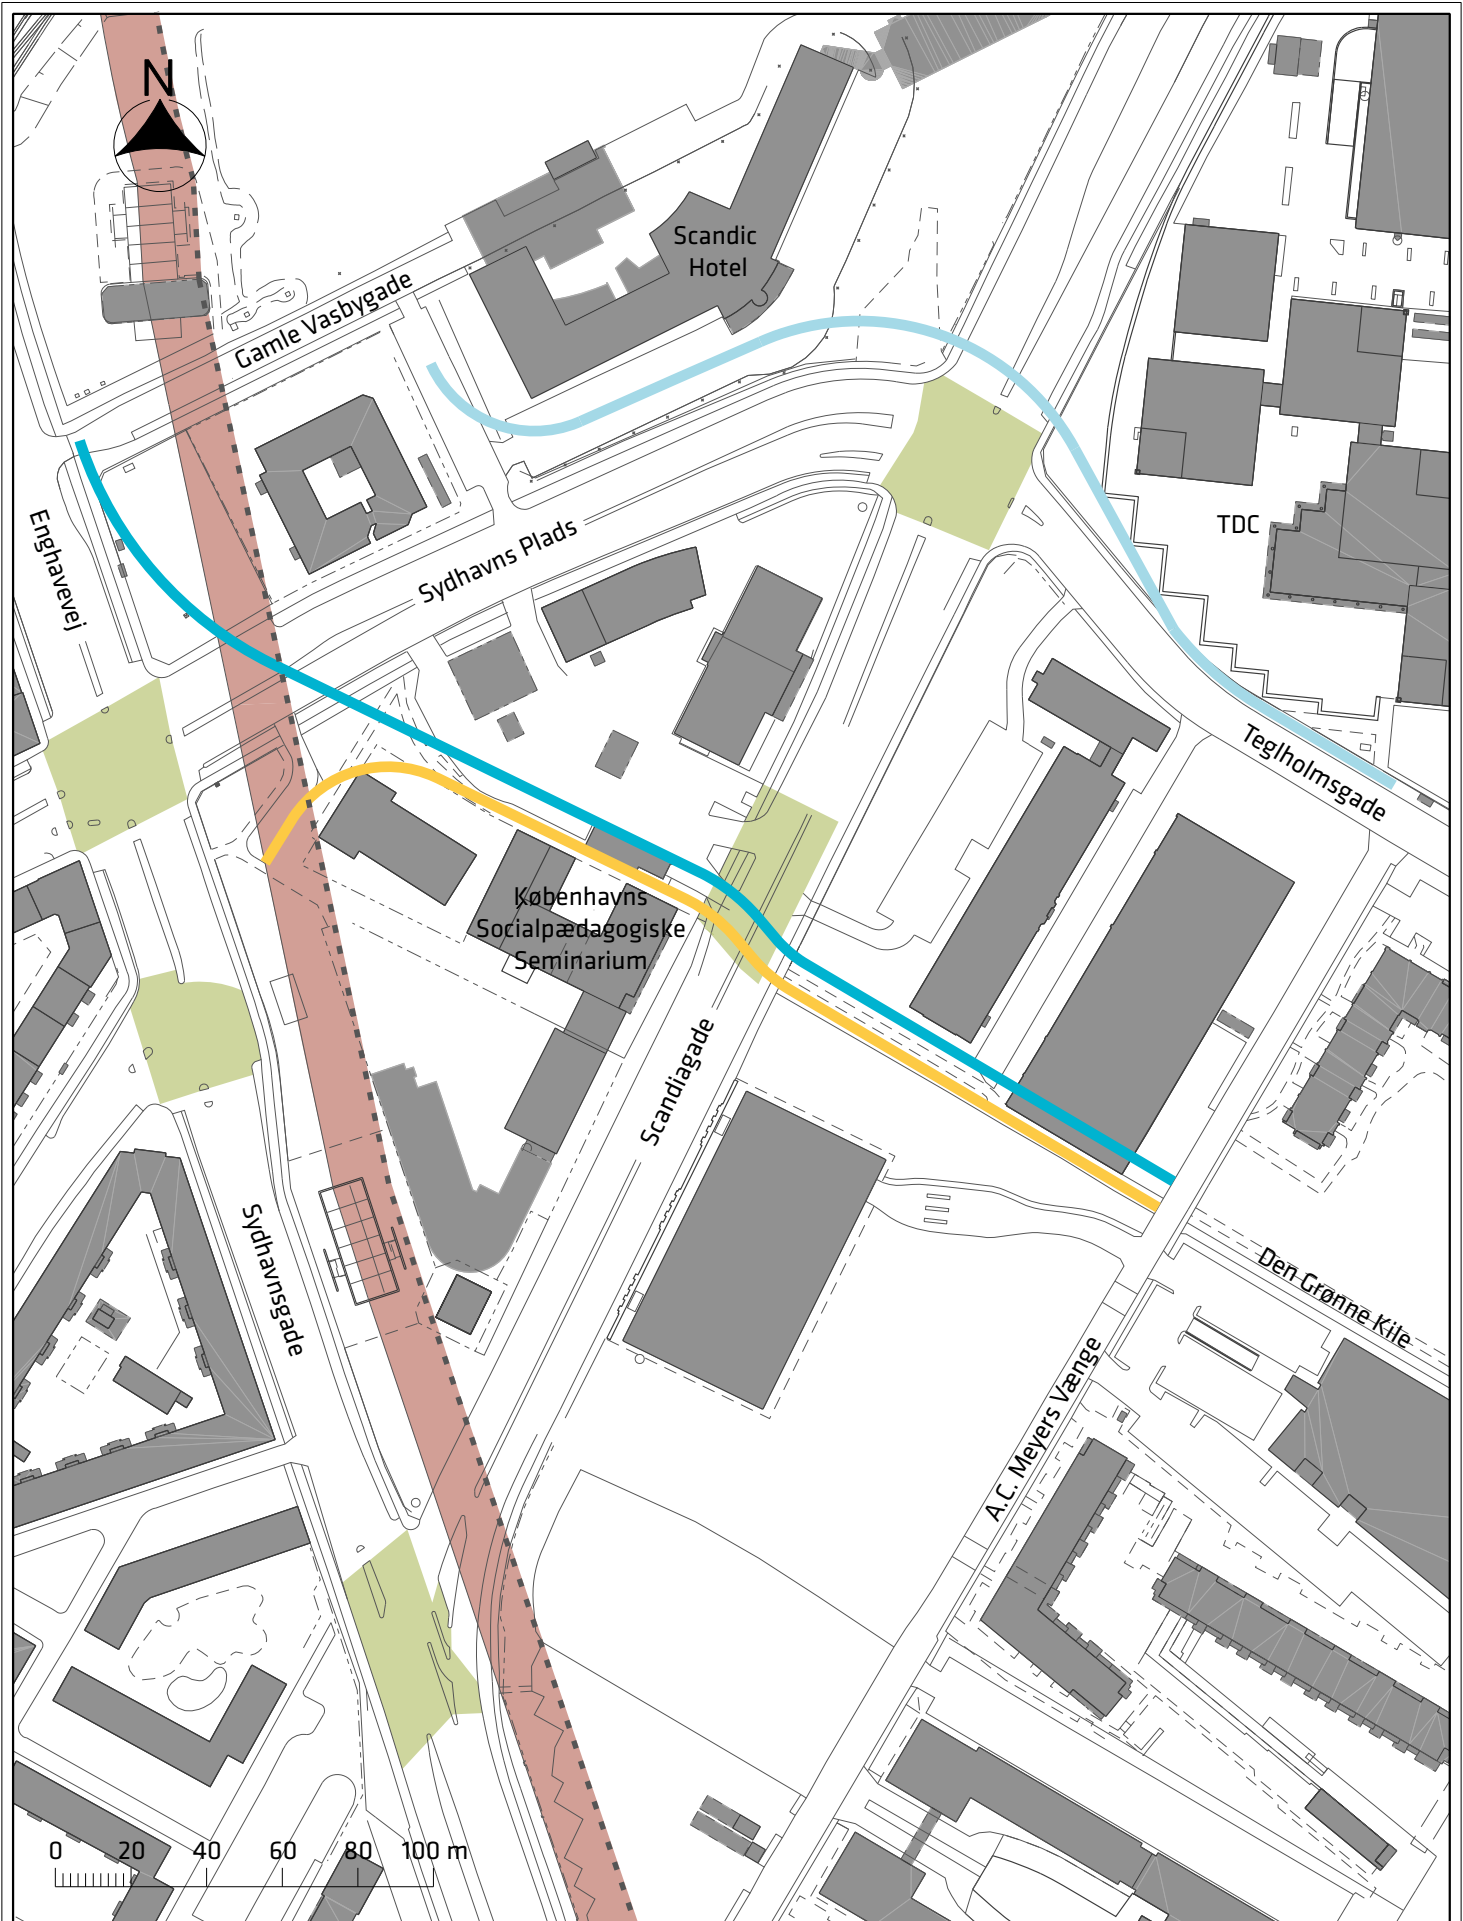 N
Scandic
Hotel
Gamle Vasbygade
Enghavevej
Sydhavns Plads
TDC
Teglholmsgade
Københavns
Socialpædagogiske
Seminarium
Scandiagade
Sydhavnsgade
Den Grønne Kile
A.C. Meyers Vænge
0 20 40 60 80 100 m